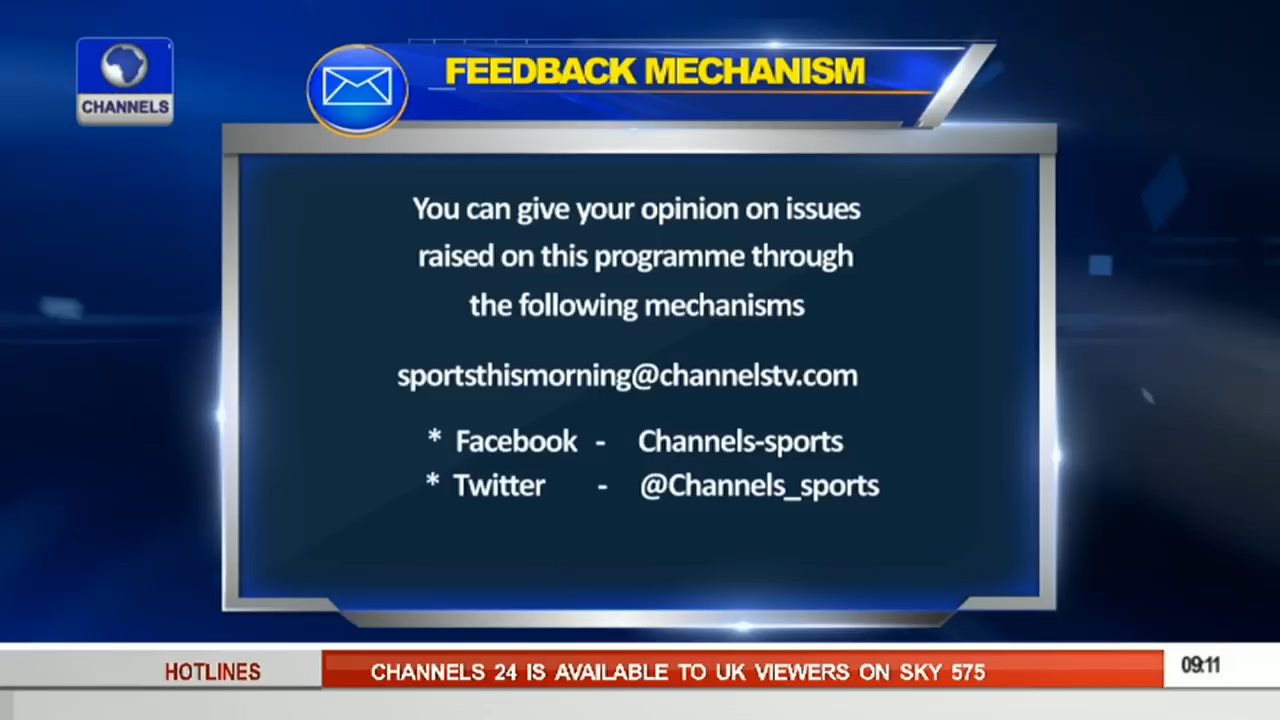 CHANNELS
FEEDBACK MECHANISM
You can give your opinion on issues
raised on this programme through
the following mechanisms
sportsthismorning@channelstv.com
* Facebook - Channels-sports
* Twitter - @Channels_sports
HOTLINES
CHANNELS 24 IS AVAILABLE TO UK VIEWERS ON SKY 575
09:11